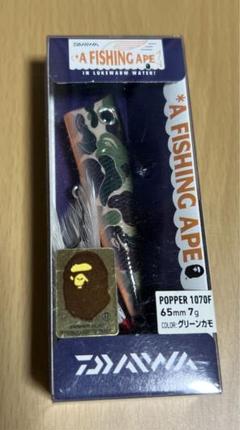 DAIWA
*A FISHING APE
IN LUKEWARM WATER!
*A FISHING APE
POPPER 1070F
65mm 7g
COLOR: グリーンカモ
DAIWA